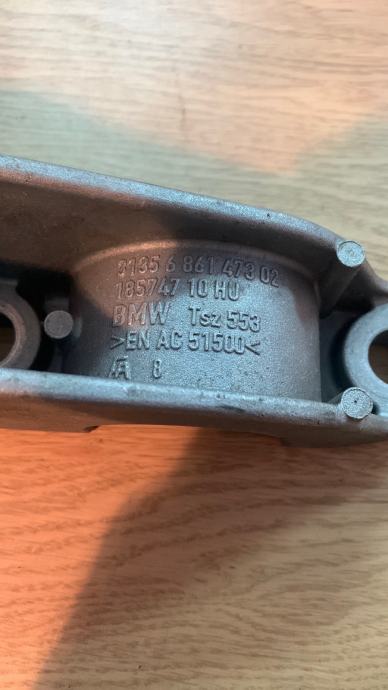 3135 6 861 473 02
185747 10 HU
BMW Tsz 553
>EN AC 51500<
8